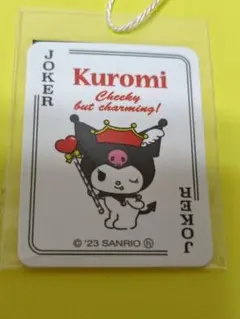 JOKER
Kuromi
Cheeky
but charming!
© '23 SANRIO Ⓗ
JOKER